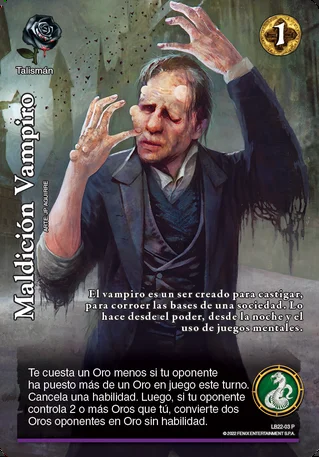 1
Talismán
Maldición Vampiro
ARTE: JP AGUIRRE
El vampiro es un ser creado para castigar,
para corroer las bases de una sociedad. Lo
hace desde el poder, desde la noche y el
uso de juegos mentales.
Te cuesta un Oro menos si tu oponente
ha puesto más de un Oro en juego este turno.
Cancela una habilidad. Luego, si tu oponente
controla 2 o más Oros que tú, convierte dos
Oros oponentes en Oro sin habilidad.
LB22-03 P
© 2022 FENIX ENTERTAINMENT S.P.A.